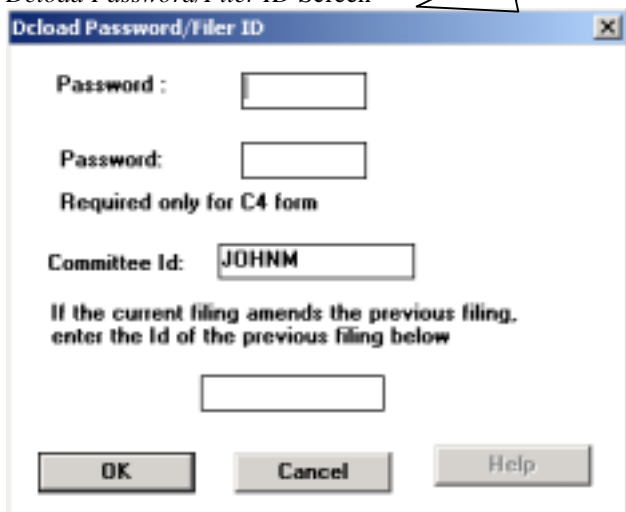 Dcload Password/Filer ID Screen
Dcload Password/Filer ID
Password :
Password:
Required only for C4 form
Committee Id: JOHNM
If the current filing amends the previous filing,
enter the Id of the previous filing below
OK Cancel Help